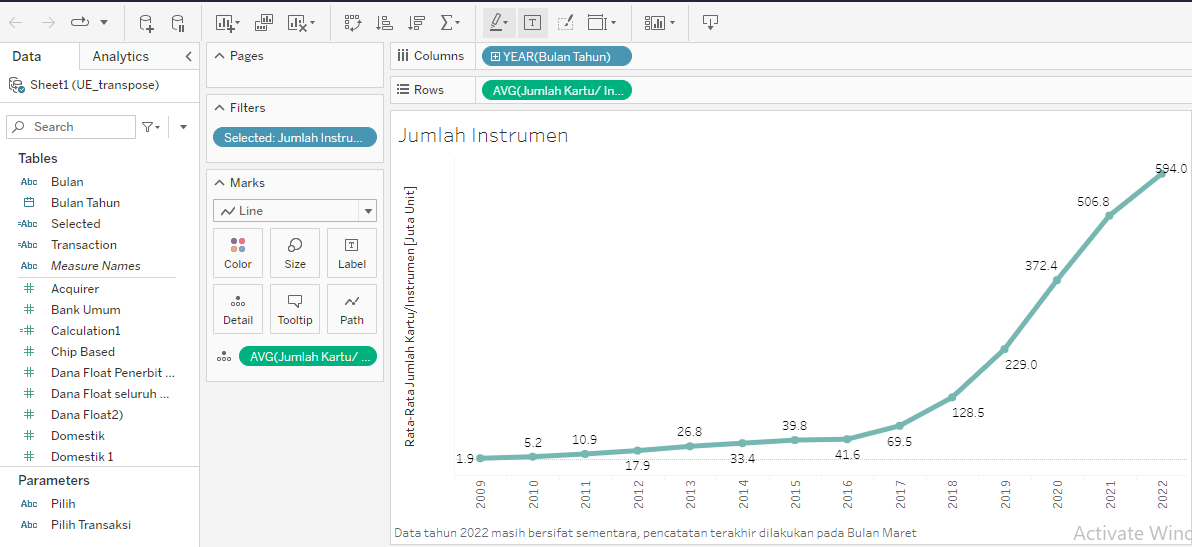 Data
Analytics
Sheet1 (UE_transpose)
Search
Tables
Abc Bulan
Bulan Tahun
=Abc Selected
=Abc Transaction
Abc Measure Names
# Acquirer
# Bank Umum
=# Calculation1
# Chip Based
# Dana Float Penerbit ...
# Dana Float seluruh ...
# Dana Float2)
# Domestik
# Domestik 1
Parameters
Abc Pilih
Abc Pilih Transaksi
Pages
Filters
Selected: Jumlah Instru...
Marks
Line
Color
Size
T
Label
Detail
Tooltip
Path
AVG(Jumlah Kartu/ ...
T
Columns
YEAR(Bulan Tahun)
Rows
AVG(Jumlah Kartu/ In...
Jumlah Instrumen
Rata-Rata Jumlah Kartu/Instrumen [Juta Unit]
1.9
5.2
10.9
17.9
26.8
33.4
39.8
41.6
69.5
128.5
229.0
372.4
506.8
594.0
2009
2010
2011
2012
2013
2014
2015
2016
2017
2018
2019
2020
2021
2022
Data tahun 2022 masih bersifat sementara, pencatatan terakhir dilakukan pada Bulan Maret
Activate Wind